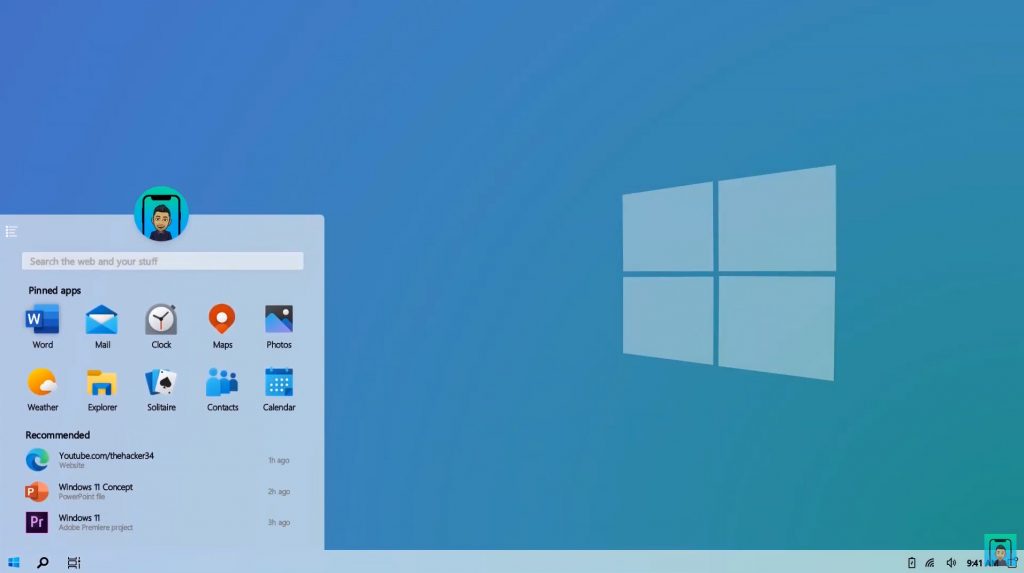 Search the web and your stuff
Pinned apps
Word Mail Clock Maps Photos
Weather Explorer Solitaire Contacts Calendar
Recommended
Youtube.com/thehacker34 1h ago
Website
Windows 11 Concept 2h ago
PowerPoint file
Windows 11 3h ago
Adobe Premiere project
W
P
Pr
9:41 AM